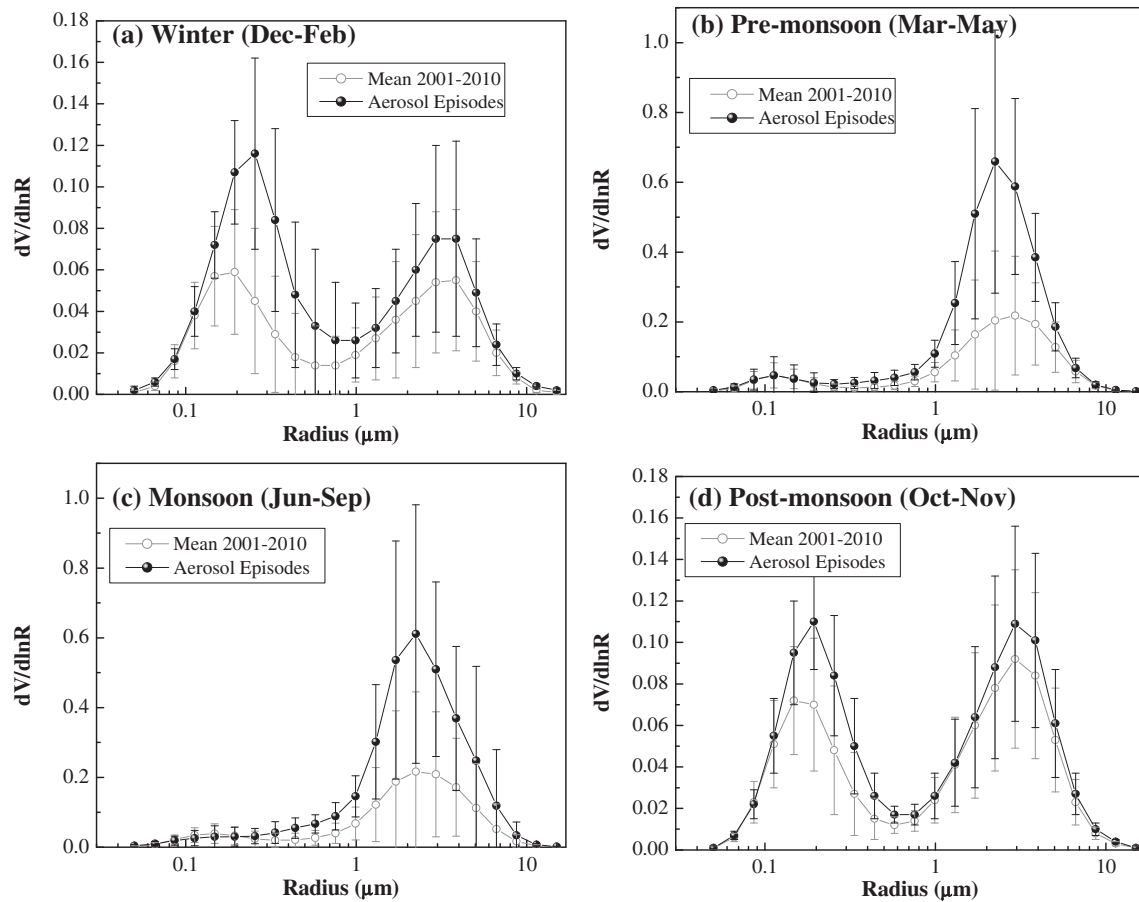 (a) Winter (Dec-Feb)
Mean 2001-2010
Aerosol Episodes
0.18
0.16
0.14
0.12
0.10
0.08
0.06
0.04
0.02
0.00
dV/dlnR
0.1
1
10
Radius (μm)
(b) Pre-monsoon (Mar-May)
Mean 2001-2010
Aerosol Episodes
1.0
0.8
0.6
0.4
0.2
0.0
dV/dlnR
0.1
1
10
Radius (μm)
(c) Monsoon (Jun-Sep)
Mean 2001-2010
Aerosol Episodes
1.0
0.8
0.6
0.4
0.2
0.0
dV/dlnR
0.1
1
10
Radius (μm)
(d) Post-monsoon (Oct-Nov)
Mean 2001-2010
Aerosol Episodes
0.18
0.16
0.14
0.12
0.10
0.08
0.06
0.04
0.02
0.00
dV/dlnR
0.1
1
10
Radius (μm)